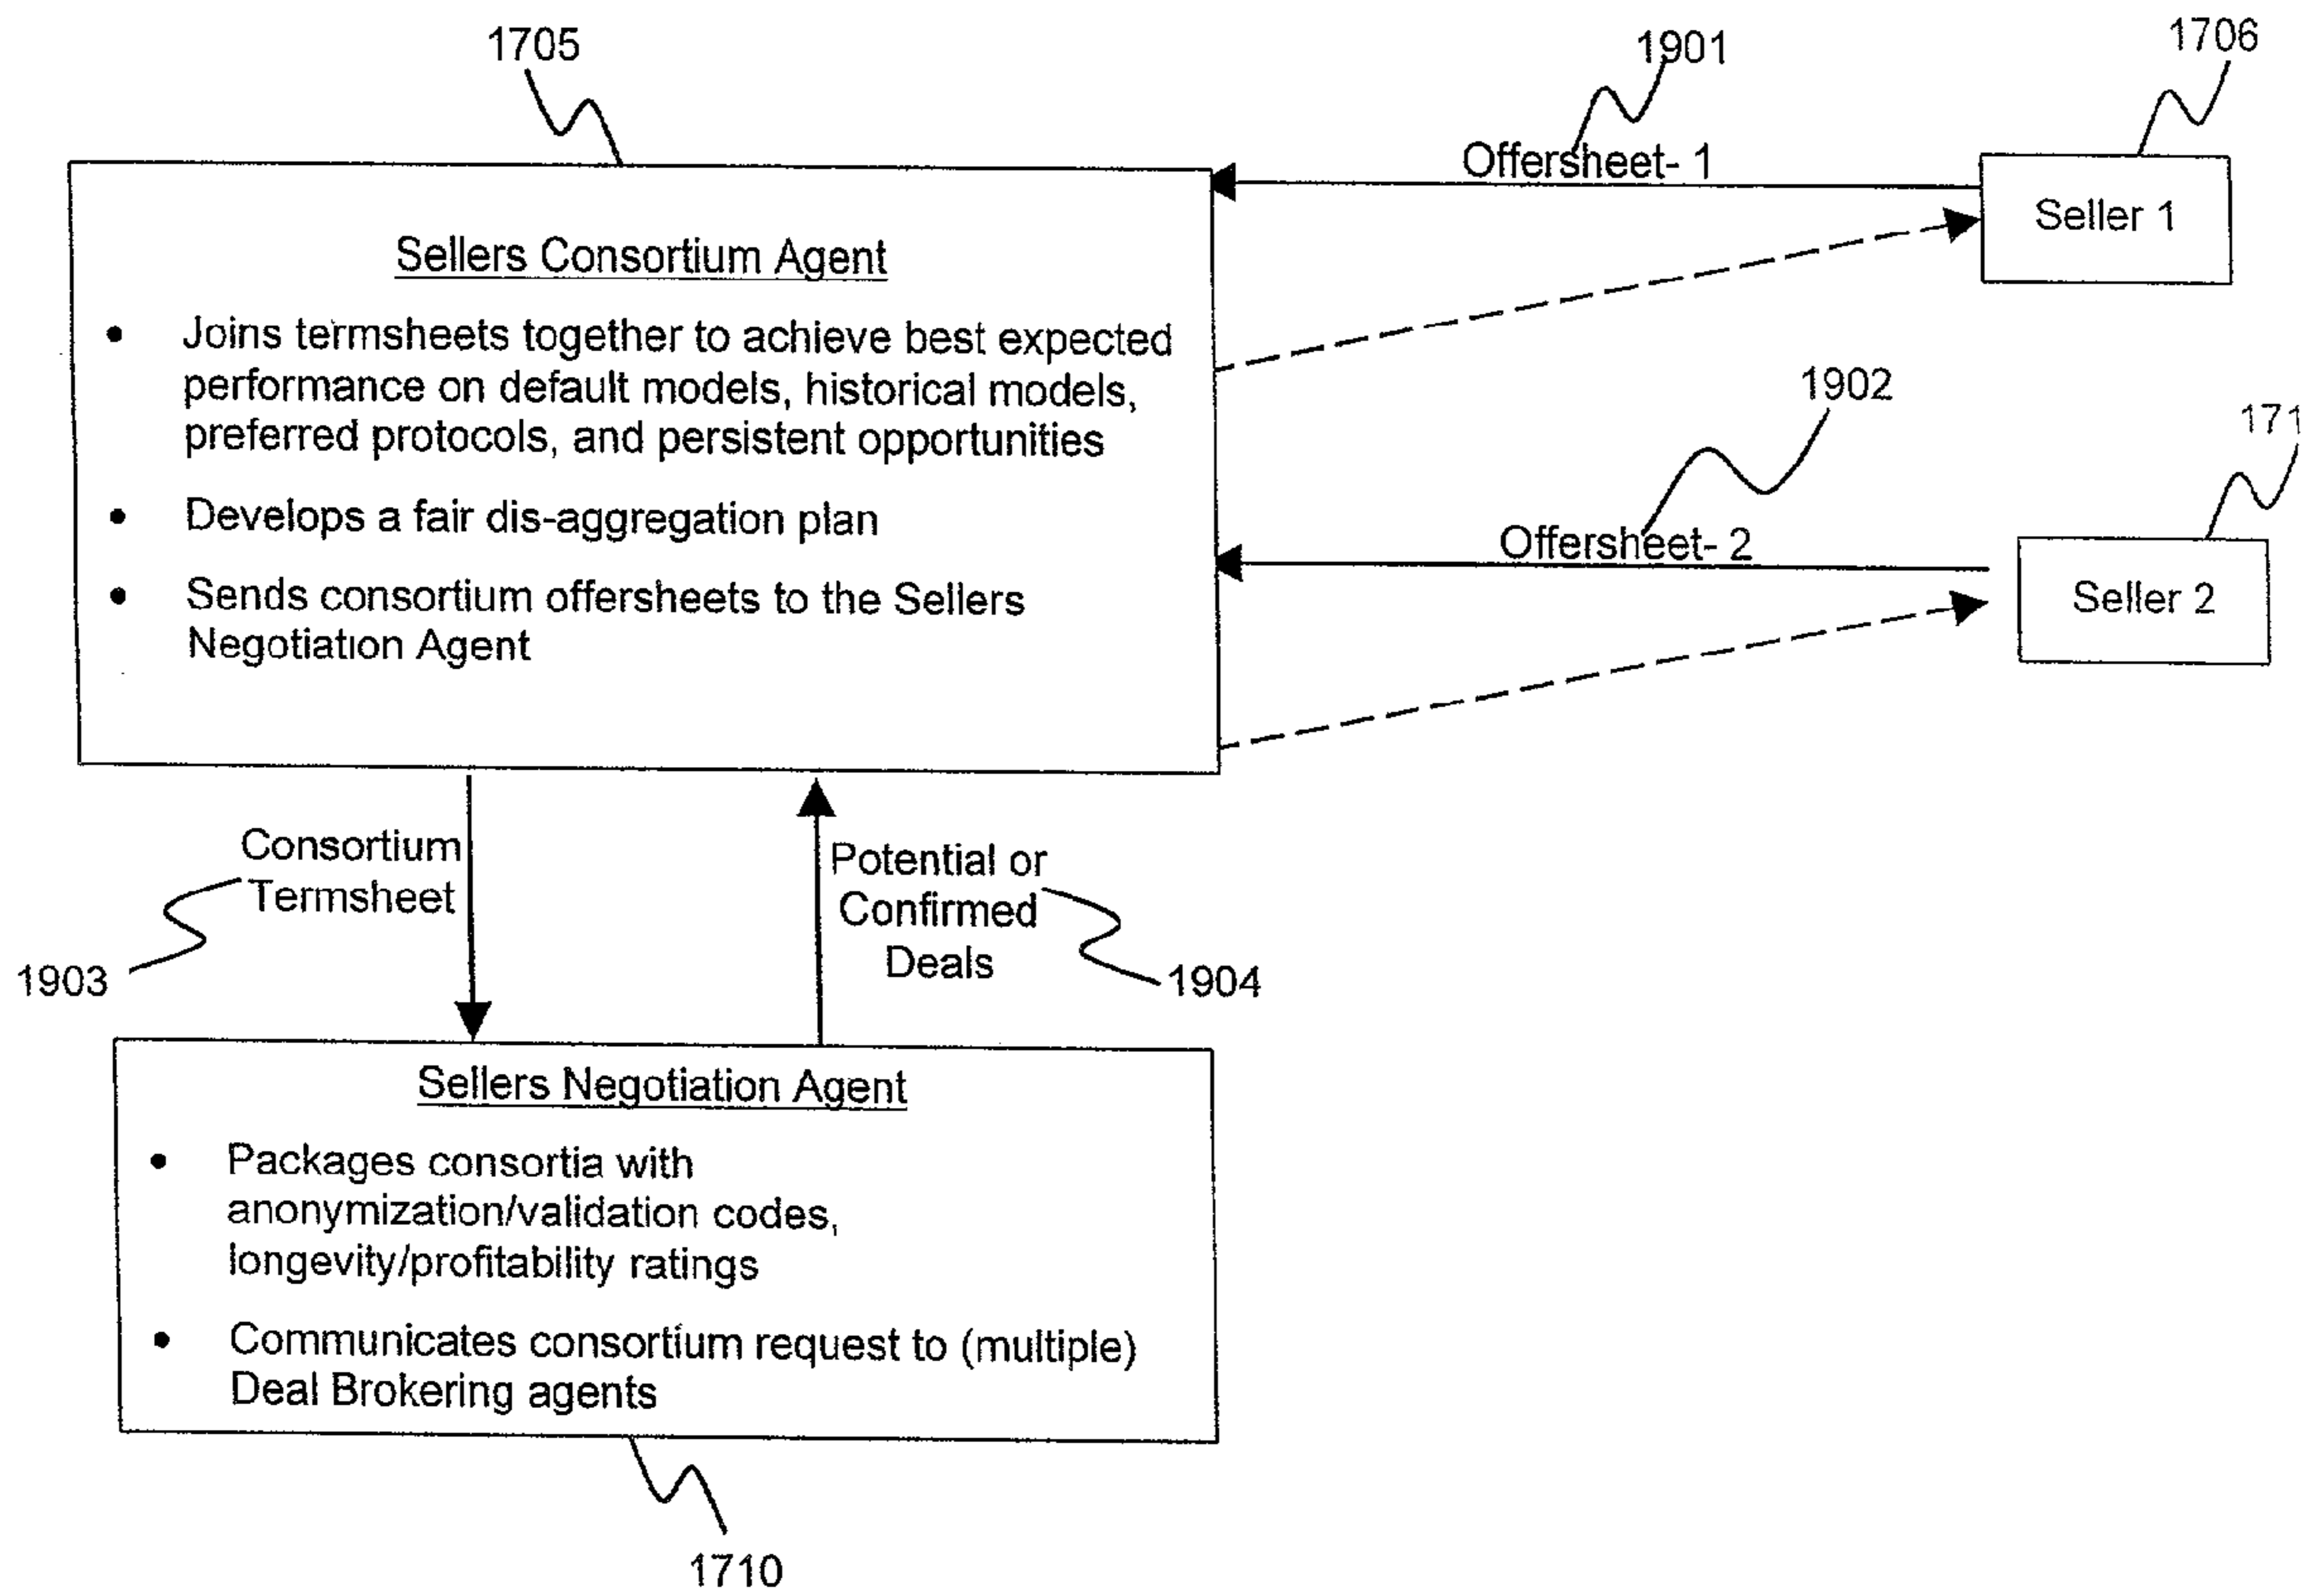 1705
1901
1706
Offersheet- 1
Seller 1
Sellers Consortium Agent
• Joins termsheets together to achieve best expected
performance on default models, historical models,
preferred protocols, and persistent opportunities
1902
171
Offersheet- 2
Seller 2
• Develops a fair dis-aggregation plan
• Sends consortium offersheets to the Sellers
Negotiation Agent
Consortium
Termsheet
Potential or
Confirmed
Deals
1903
1904
Sellers Negotiation Agent
• Packages consortia with
anonymization/validation codes,
longevity/profitability ratings
• Communicates consortium request to (multiple)
Deal Brokering agents
1710